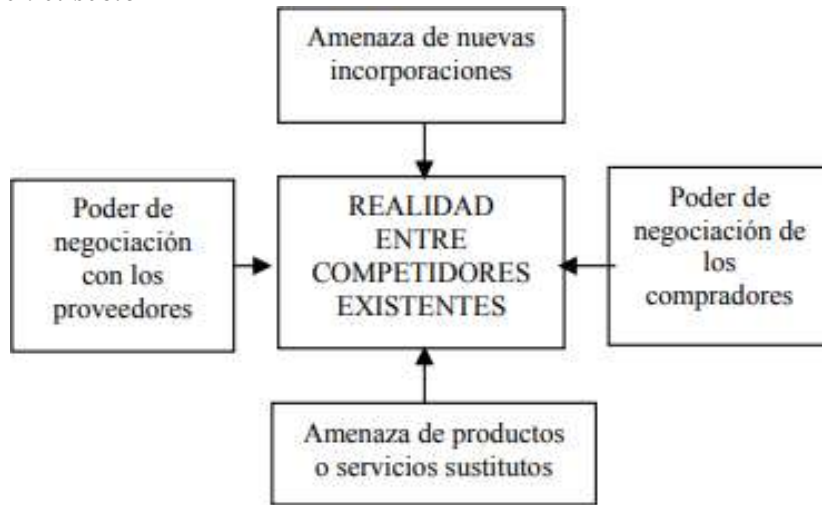 Amenaza de nuevas
incorporaciones
Poder de
negociación
con los
proveedores
REALIDAD
ENTRE
COMPETIDORES
EXISTENTES
Poder de
negociación de
los
compradores
Amenaza de productos
o servicios sustitutos